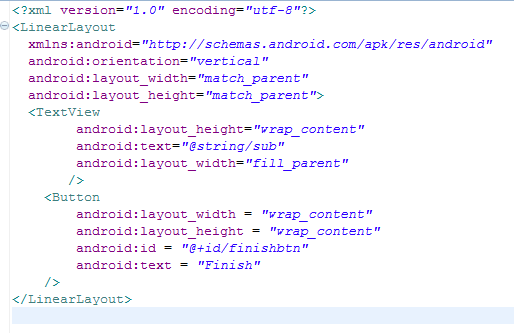 <?xml version="1.0" encoding="utf-8"?>
<LinearLayout
  xmlns:android="http://schemas.android.com/apk/res/android"
  android:orientation="vertical"
  android:layout_width="match_parent"
  android:layout_height="match_parent">
  <TextView
        android:layout_height="wrap_content"
        android:text="@string/sub"
        android:layout_width="fill_parent"
       />
    <Button
        android:layout_width = "wrap_content"
        android:layout_height = "wrap_content"
        android:id = "@+id/finishbtn"
        android:text = "Finish"
    />
</LinearLayout>